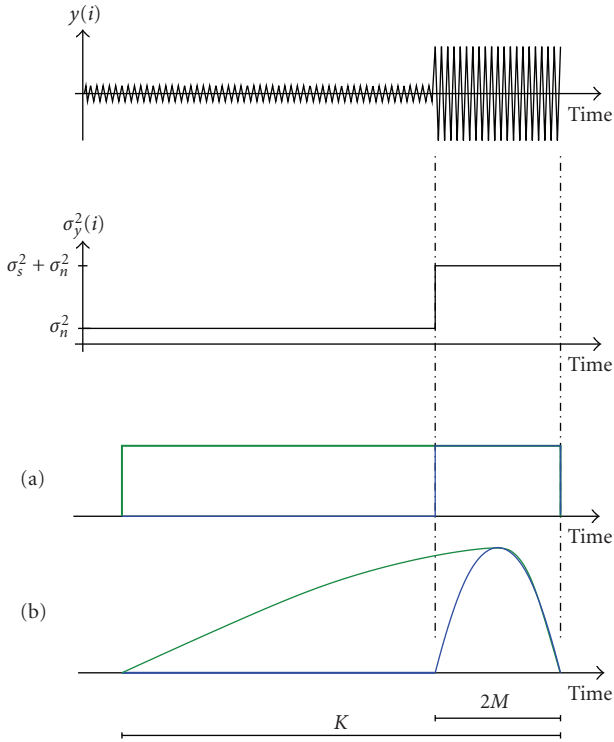 y(i)
Time
σ_y^2(i)
σ_s^2 + σ_n^2
σ_n^2
Time
(a)
Time
(b)
Time
2M
K